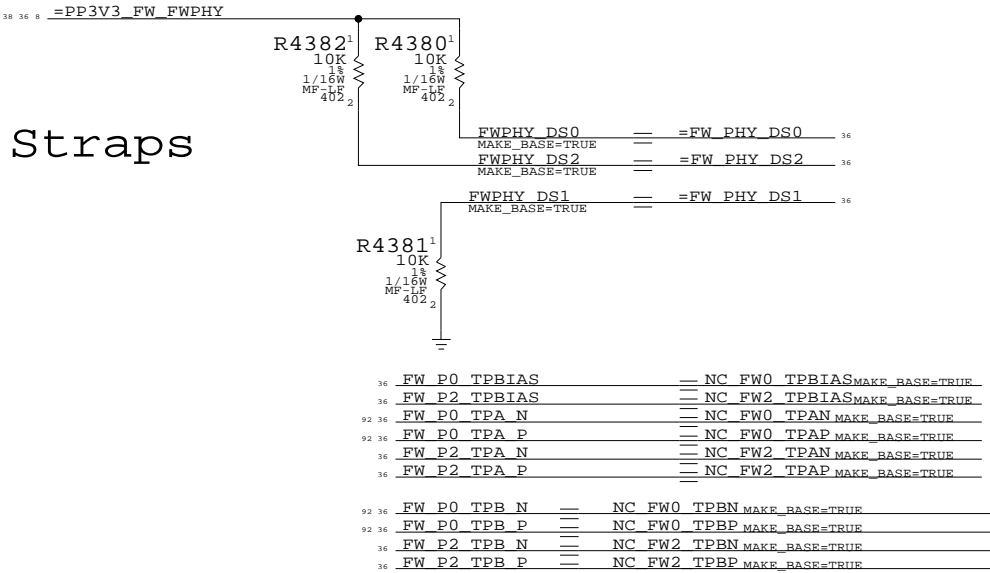 38 36 8 =PP3V3_FW_FWPHY
R4382 1 R4380 1
10K 10K
1% 1%
1/16W 1/16W
MF-LF MF-LF
402 2 402 2
Straps
FWPHY_DS0 =FW_PHY_DS0 36
MAKE_BASE=TRUE
FWPHY_DS2 =FW_PHY_DS2 36
MAKE_BASE=TRUE
FWPHY_DS1 =FW_PHY_DS1 36
MAKE_BASE=TRUE
R4381 1
10K
1%
1/16W
MF-LF
402 2
36 FW_P0_TPBIAS NC_FW0_TPBIAS MAKE_BASE=TRUE
36 FW_P2_TPBIAS NC_FW2_TPBIAS MAKE_BASE=TRUE
92 36 FW_P0_TPA_N NC_FW0_TPAN MAKE_BASE=TRUE
92 36 FW_P0_TPA_P NC_FW0_TPAP MAKE_BASE=TRUE
36 FW_P2_TPA_N NC_FW2_TPAN MAKE_BASE=TRUE
36 FW_P2_TPA_P NC_FW2_TPAP MAKE_BASE=TRUE
92 36 FW_P0_TPB_N NC_FW0_TPBN MAKE_BASE=TRUE
92 36 FW_P0_TPB_P NC_FW0_TPBP MAKE_BASE=TRUE
36 FW_P2_TPB_N NC_FW2_TPBN MAKE_BASE=TRUE
36 FW_P2_TPB_P NC_FW2_TPBP MAKE_BASE=TRUE